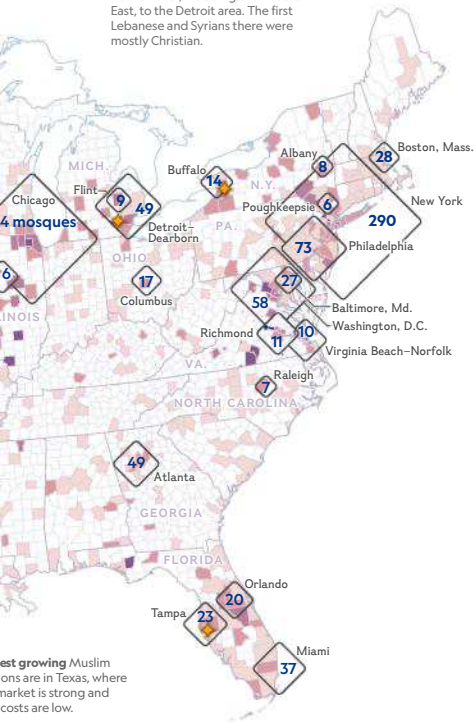 East, to the Detroit area. The first
Lebanese and Syrians there were
mostly Christian.
MICH.
Buffalo
14
Albany
8
28
Boston, Mass.
Chicago
4 mosques
Flint
9
49
Detroit–
Dearborn
N.Y.
Poughkeepsie
6
New York
290
PA.
73
Philadelphia
OHIO
6
17
Columbus
27
58
Baltimore, Md.
Washington, D.C.
INOIS
Richmond
11
10
Virginia Beach–Norfolk
VA.
Raleigh
7
NORTH CAROLINA
49
Atlanta
GEORGIA
FLORIDA
Orlando
20
Tampa
23
Miami
37
est growing Muslim
ions are in Texas, where
market is strong and
costs are low.